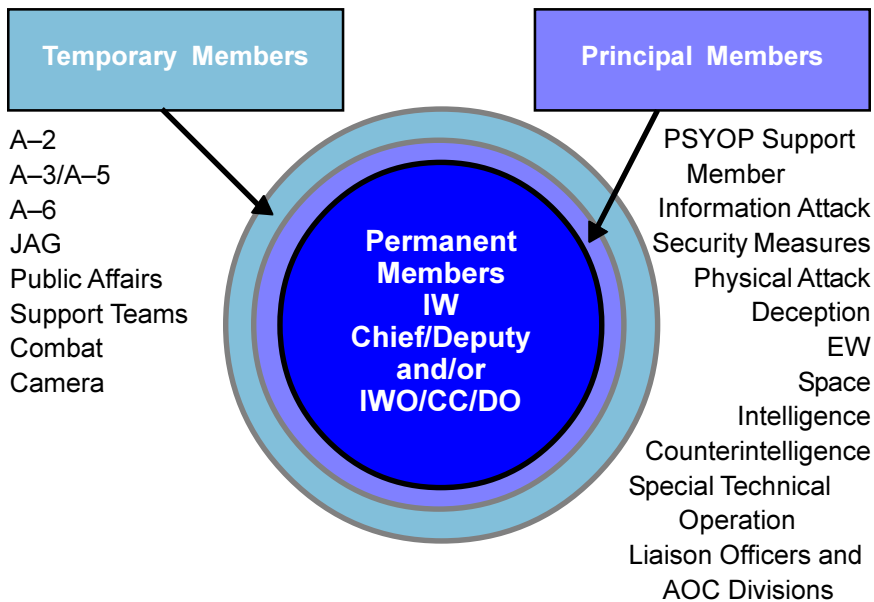 Temporary Members
Principal Members
A–2
A–3/A–5
A–6
JAG
Public Affairs
Support Teams
Combat
Camera
Permanent
Members
IW
Chief/Deputy
and/or
IWO/CC/DO
PSYOP Support
Member
Information Attack
Security Measures
Physical Attack
Deception
EW
Space
Intelligence
Counterintelligence
Special Technical
Operation
Liaison Officers and
AOC Divisions